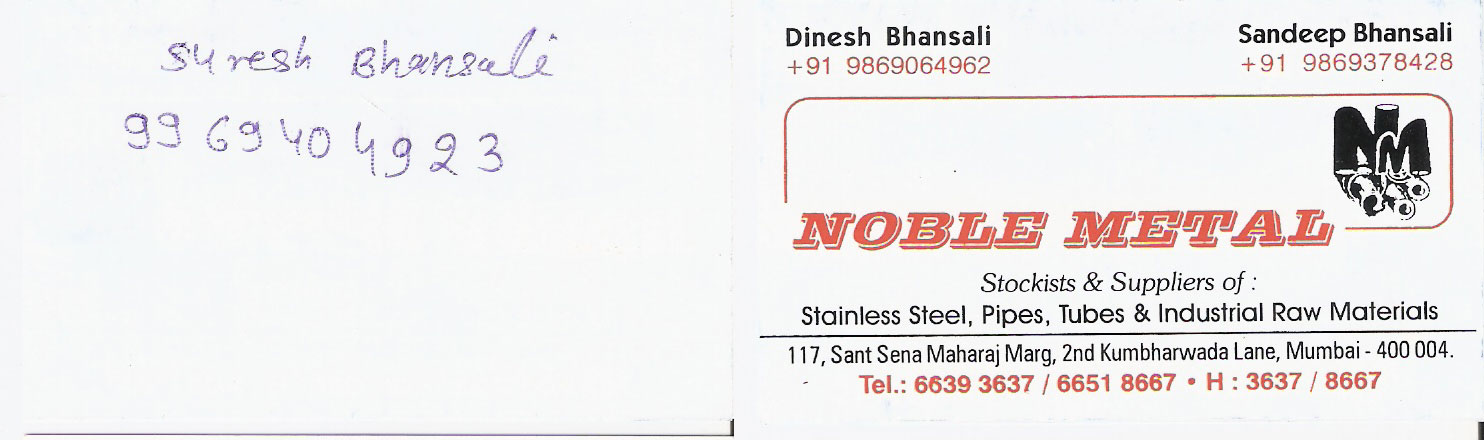 Suresh Bhansali
9969404923
Dinesh Bhansali
+91 9869064962
Sandeep Bhansali
+91 9869378428
NM
NOBLE METAL
Stockists & Suppliers of :
Stainless Steel, Pipes, Tubes & Industrial Raw Materials
117, Sant Sena Maharaj Marg, 2nd Kumbharwada Lane, Mumbai - 400 004.
Tel.: 6639 3637 / 6651 8667 • H : 3637 / 8667